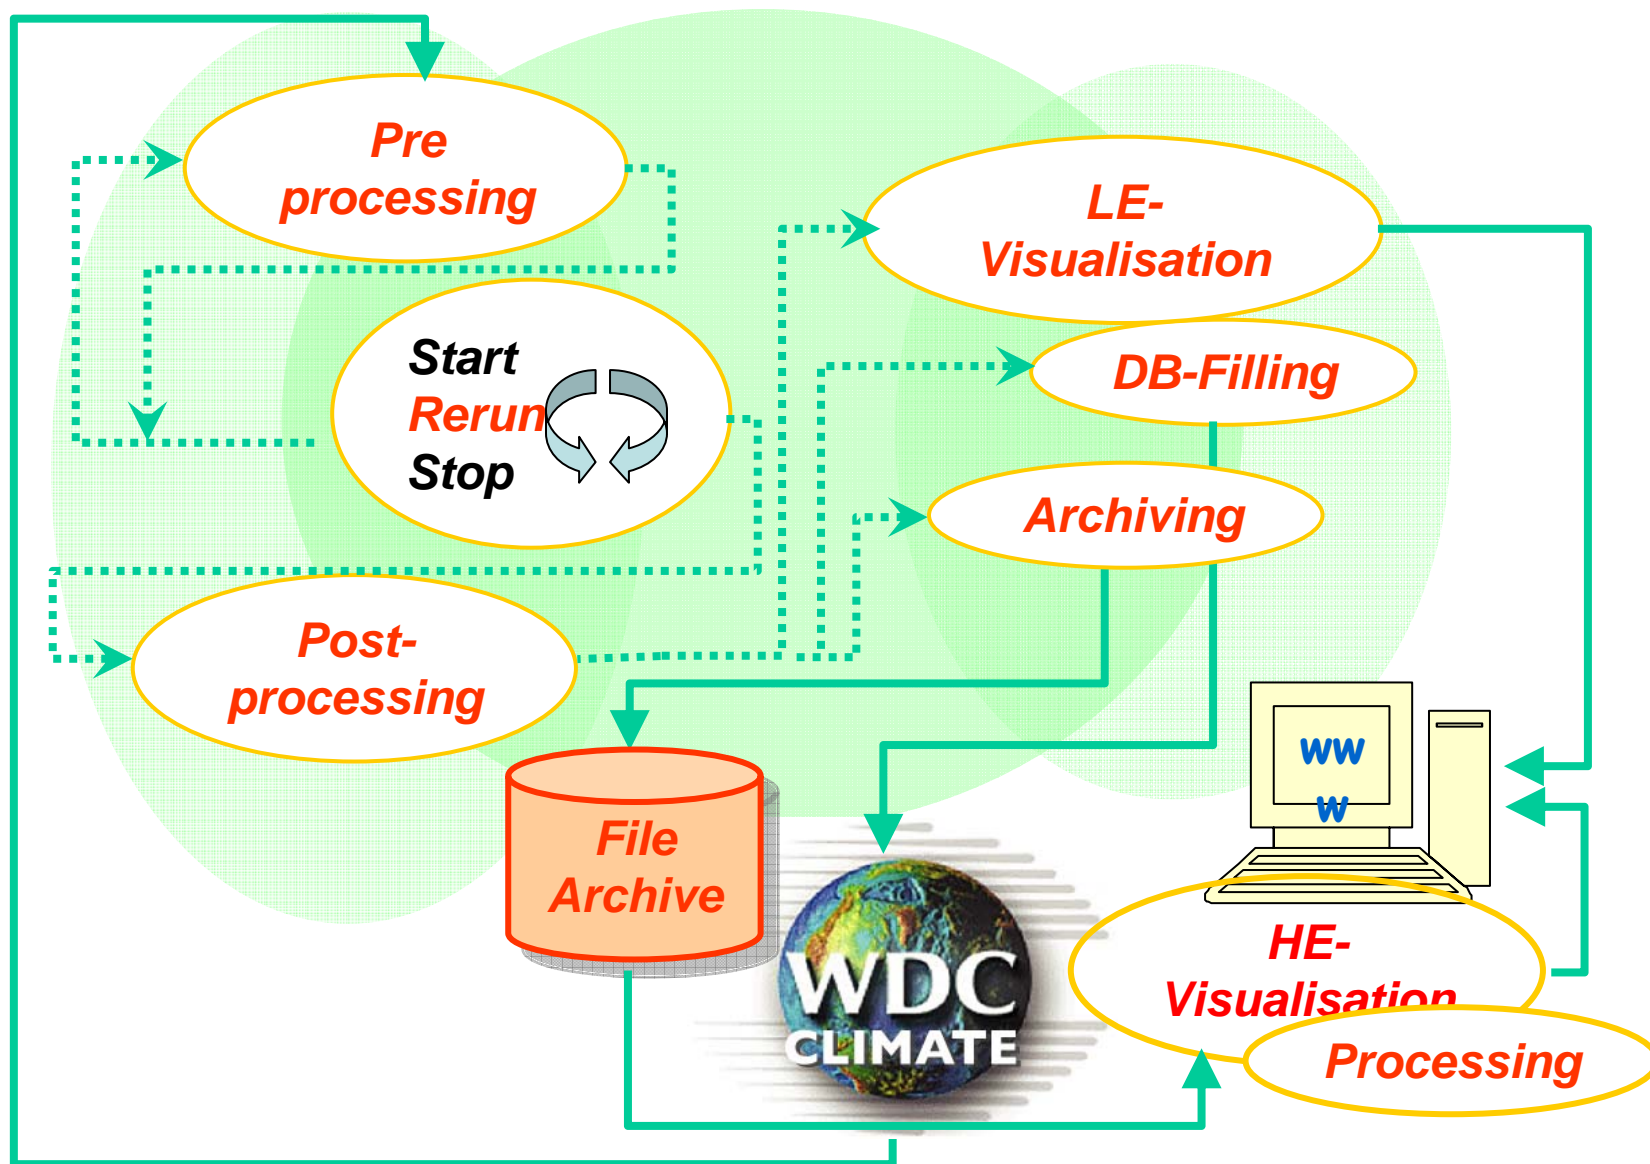 Pre
processing
LE-
Visualisation
Start
Rerun
Stop
DB-Filling
Archiving
Post-
processing
WW
W
File
Archive
WDC
CLIMATE
HE-
Visualisation
Processing